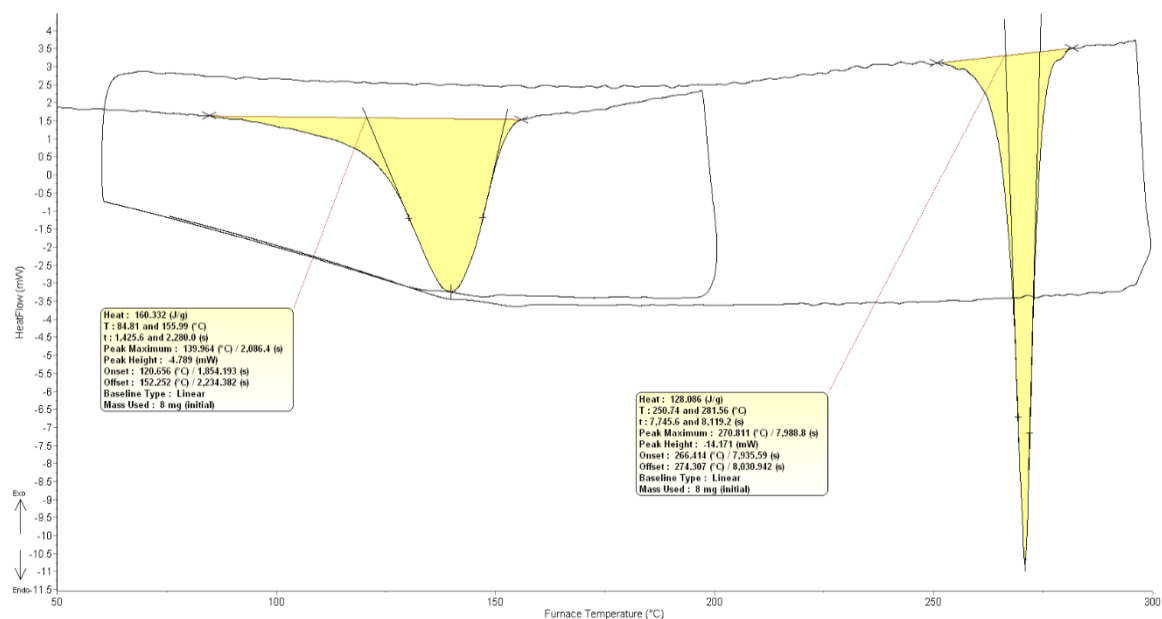 4
3.5
3
2.5
2
1.5
1
0.5
0
-0.5
-1
-1.5
-2
-2.5
-3
-3.5
-4
-4.5
-5
-5.5
-6
-6.5
-7
-7.5
-8
-8.5
-9
-9.5
-10
-10.5
-11
-11.5
HeatFlow (mW)
Exo
Endo
Heat : 160.332 (J/g)
T : 84.81 and 155.99 (°C)
t : 1,425.6 and 2,280.0 (s)
Peak Maximum : 139.964 (°C) / 2,086.4 (s)
Peak Height : -4.789 (mW)
Onset : 120.656 (°C) / 1,854.193 (s)
Offset : 152.252 (°C) / 2,234.382 (s)
Baseline Type : Linear
Mass Used : 8 mg (initial)
Heat : 128.086 (J/g)
T : 250.74 and 281.56 (°C)
t : 7,745.6 and 8,119.2 (s)
Peak Maximum : 270.811 (°C) / 7,988.8 (s)
Peak Height : -14.171 (mW)
Onset : 266.414 (°C) / 7,935.59 (s)
Offset : 274.307 (°C) / 8,030.942 (s)
Baseline Type : Linear
Mass Used : 8 mg (initial)
50 100 150 200 250 300
Furnace Temperature (°C)